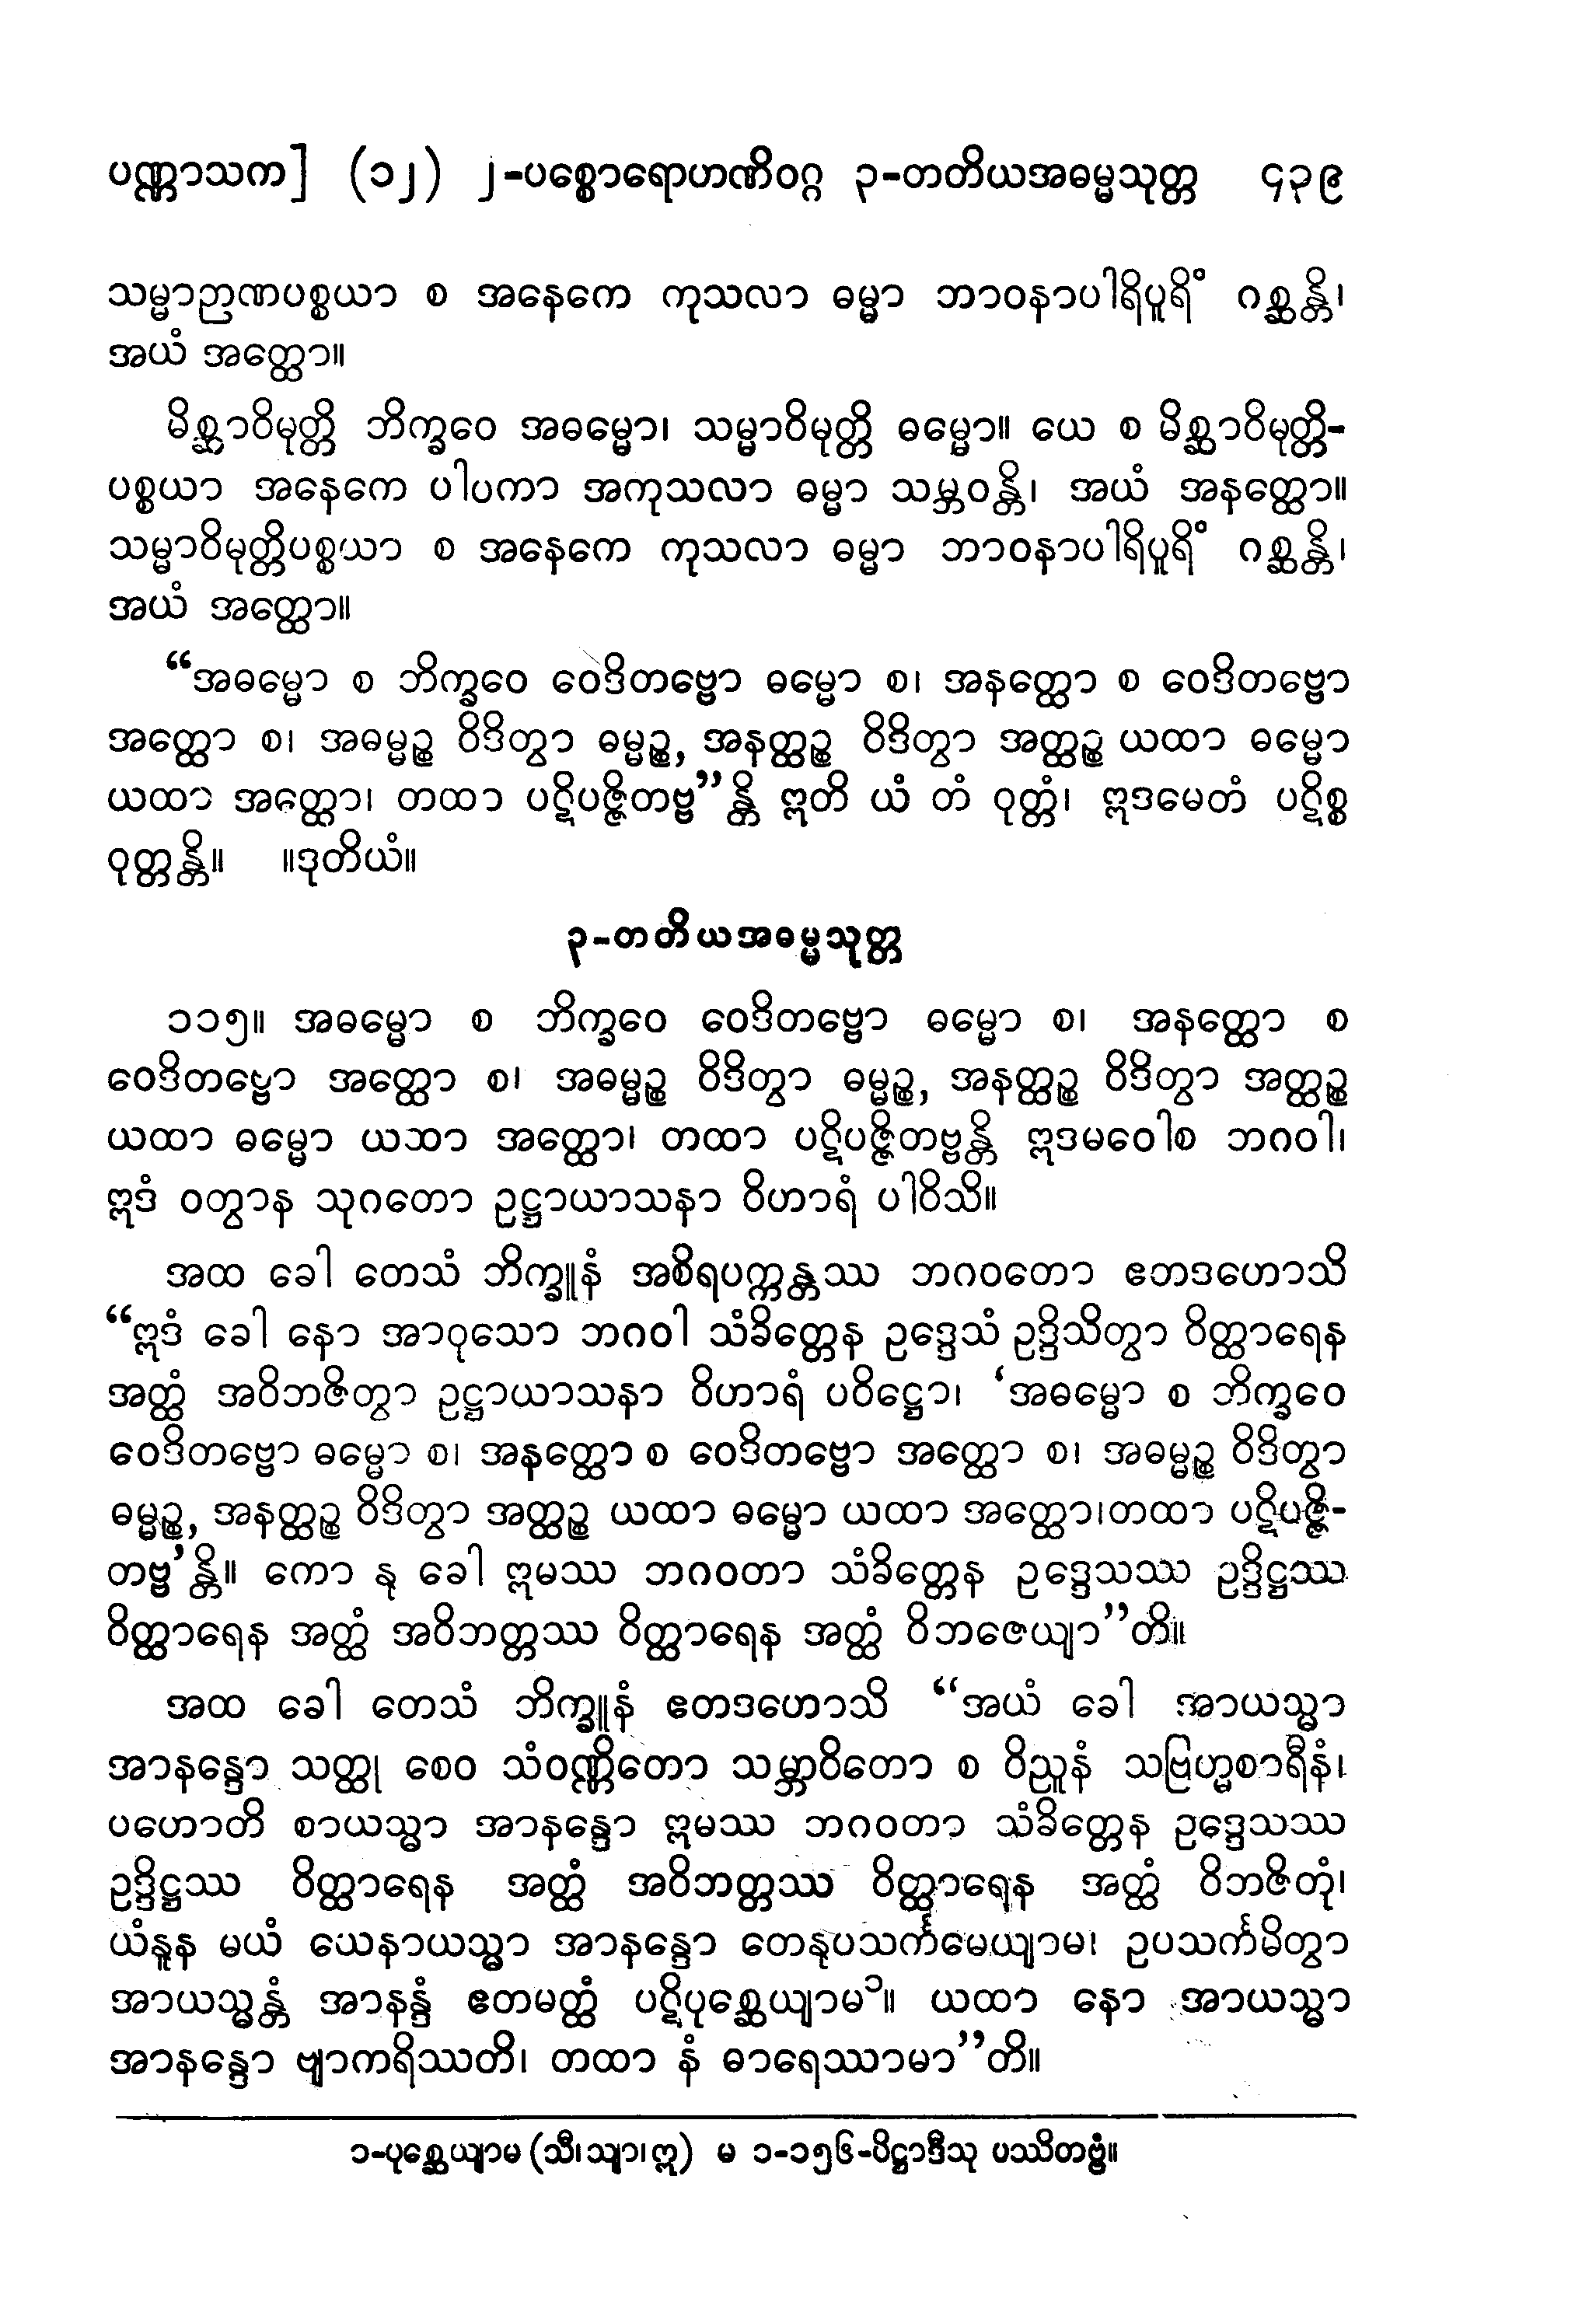 ပဏ္ဏာသက] (၁၂) ၂-ပစ္စောရောဟဏိဝဂ္ဂ ၃-တတိယအဓမ္မသုတ္တ ၄၃၉
သမ္မာဉာဏပစ္စယာ စ အနေကေ ကုသလာ ဓမ္မာ ဘာဝနာပါရိပူရိံ ဂစ္ဆန္တိ၊
အယံ အတ္ထော။
မိစ္ဆာဝိမုတ္တိ ဘိက္ခဝေ အဓမ္မော၊ သမ္မာဝိမုတ္တိ ဓမ္မော။ ယေ စ မိစ္ဆာဝိမုတ္တိ-
ပစ္စယာ အနေကေ ပါပကာ အကုသလာ ဓမ္မာ သမ္ဘဝန္တိ၊ အယံ အနတ္ထော။
သမ္မာဝိမုတ္တိပစ္စယာ စ အနေကေ ကုသလာ ဓမ္မာ ဘာဝနာပါရိပူရိံ ဂစ္ဆန္တိ၊
အယံ အတ္ထော။
“အဓမ္မော စ ဘိက္ခဝေ ဝေဒိတဗ္ဗော ဓမ္မော စ၊ အနတ္ထော စ ဝေဒိတဗ္ဗော
အတ္ထော စ၊ အဓမ္မဉ္စ ဝိဒိတွာ ဓမ္မဉ္စ, အနတ္ထဉ္စ ဝိဒိတွာ အတ္ထဉ္စ ယထာ ဓမ္မော
ယထာ အတ္ထော၊ တထာ ပဋိပဇ္ဇိတဗ္ဗ”န္တိ ဣတိ ယံ တံ ဝုတ္တံ၊ ဣဒမေတံ ပဋိစ္စ
ဝုတ္တန္တိ။ ။ဒုတိယံ။
၃-တတိယအဓမ္မသုတ္တ
၁၁၅။ အဓမ္မော စ ဘိက္ခဝေ ဝေဒိတဗ္ဗော ဓမ္မော စ၊ အနတ္ထော စ
ဝေဒိတဗ္ဗော အတ္ထော စ၊ အဓမ္မဉ္စ ဝိဒိတွာ ဓမ္မဉ္စ, အနတ္ထဉ္စ ဝိဒိတွာ အတ္ထဉ္စ
ယထာ ဓမ္မော ယထာ အတ္ထော၊ တထာ ပဋိပဇ္ဇိတဗ္ဗန္တိ ဣဒမဝေါစ ဘဂဝါ၊
ဣဒံ ဝတွာန သုဂတော ဥဋ္ဌာယာသနာ ဝိဟာရံ ပါဝိသိ။
အထ ခေါ တေသံ ဘိက္ခူနံ အစိရပက္ကန္တဿ ဘဂဝတော ဧတဒဟောသိ
“ဣဒံ ခေါ နော အာဝုသော ဘဂဝါ သံခိတ္တေန ဥဒ္ဒေသံ ဥဒ္ဒိသိတွာ ဝိတ္ထာရေန
အတ္ထံ အဝိဘဇိတွာ ဥဋ္ဌာယာသနာ ဝိဟာရံ ပဝိဋ္ဌော၊ ‘အဓမ္မော စ ဘိက္ခဝေ
ဝေဒိတဗ္ဗော ဓမ္မော စ၊ အနတ္ထော စ ဝေဒိတဗ္ဗော အတ္ထော စ၊ အဓမ္မဉ္စ ဝိဒိတွာ
ဓမ္မဉ္စ, အနတ္ထဉ္စ ဝိဒိတွာ အတ္ထဉ္စ ယထာ ဓမ္မော ယထာ အတ္ထော၊တထာ ပဋိပဇ္ဇိ-
တဗ္ဗ’န္တိ။ ကော နု ခေါ ဣမဿ ဘဂဝတာ သံခိတ္တေန ဥဒ္ဒေသဿ ဥဒ္ဒိဋ္ဌဿ
ဝိတ္ထာရေန အတ္ထံ အဝိဘတ္တဿ ဝိတ္ထာရေန အတ္ထံ ဝိဘဇေယျာ”တိ။
အထ ခေါ တေသံ ဘိက္ခူနံ ဧတဒဟောသိ “အယံ ခေါ အာယသ္မာ
အာနန္ဒော သတ္ထု စေဝ သံဝဏ္ဏိတော သမ္ဘာဝိတော စ ဝိညူနံ သဗြဟ္မစာရီနံ၊
ပဟောတိ စာယသ္မာ အာနန္ဒော ဣမဿ ဘဂဝတာ သံခိတ္တေန ဥဒ္ဒေသဿ
ဥဒ္ဒိဋ္ဌဿ ဝိတ္ထာရေန အတ္ထံ အဝိဘတ္တဿ ဝိတ္ထာရေန အတ္ထံ ဝိဘဇိတုံ၊
ယံနူန မယံ ယေနာယသ္မာ အာနန္ဒော တေနုပသင်္ကမေယျာမ၊ ဥပသင်္ကမိတွာ
အာယသ္မန္တံ အာနန္ဒံ ဧတမတ္ထံ ပဋိပုစ္ဆေယျာမ၁။ ယထာ နော အာယသ္မာ
အာနန္ဒော ဗျာကရိဿတိ၊ တထာ နံ ဓာရေဿာမာ”တိ။
၁-ပုစ္ဆေယျာမ (သီ၊သျာ၊ဣ) မ ၁-၁၅၆-ပိဋ္ဌာဒီသု ပဿိတဗ္ဗံ။